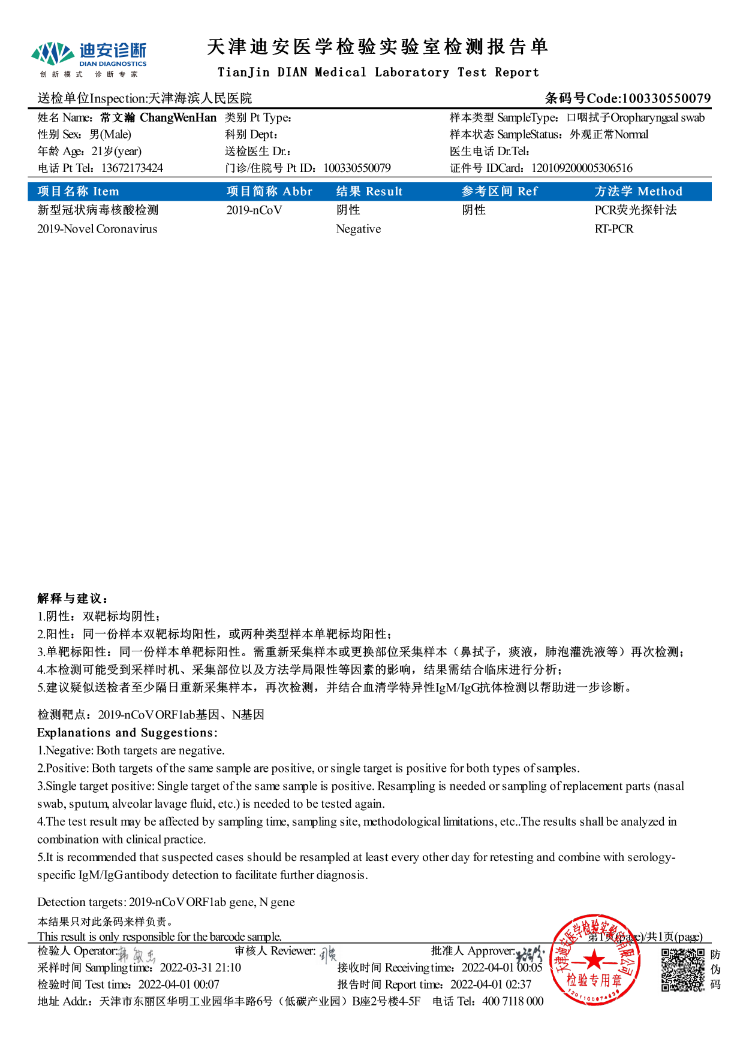 迪安诊断
DIAN DIAGNOSTICS
创新模式 诊断专家
天津迪安医学检验实验室检测报告单
TianJin DIAN Medical Laboratory Test Report
送检单位Inspection:天津海滨人民医院 条码号Code:100330550079
姓名 Name：常文瀚 ChangWenHan 类别 Pt Type： 样本类型 SampleType：口咽拭子Oropharyngeal swab
性别 Sex：男(Male) 科别 Dept： 样本状态 SampleStatus：外观正常Normal
年龄 Age：21岁(year) 送检医生 Dr.： 医生电话 Dr.Tel：
电话 Pt Tel：13672173424 门诊/住院号 Pt ID：100330550079 证件号 IDCard：120109200005306516
项目名称 Item 项目简称 Abbr 结果 Result 参考区间 Ref 方法学 Method
新型冠状病毒核酸检测 2019-nCoV 阴性 阴性 PCR荧光探针法
2019-Novel Coronavirus Negative RT-PCR
解释与建议：
1.阴性：双靶标均阴性；
2.阳性：同一份样本双靶标均阳性，或两种类型样本单靶标均阳性；
3.单靶标阳性：同一份样本单靶标阳性。需重新采集样本或更换部位采集样本（鼻拭子，痰液，肺泡灌洗液等）再次检测；
4.本检测可能受到采样时机、采集部位以及方法学局限性等因素的影响，结果需结合临床进行分析；
5.建议疑似送检者至少隔日重新采集样本，再次检测，并结合血清学特异性IgM/IgG抗体检测以帮助进一步诊断。
检测靶点：2019-nCoV ORF1ab基因、N基因
Explanations and Suggestions:
1.Negative: Both targets are negative.
2.Positive: Both targets of the same sample are positive, or single target is positive for both types of samples.
3.Single target positive: Single target of the same sample is positive. Resampling is needed or sampling of replacement parts (nasal
swab, sputum, alveolar lavage fluid, etc.) is needed to be tested again.
4.The test result may be affected by sampling time, sampling site, methodological limitations, etc..The results shall be analyzed in
combination with clinical practice.
5.It is recommended that suspected cases should be resampled at least every other day for retesting and combine with serology-
specific IgM/IgG antibody detection to facilitate further diagnosis.
Detection targets: 2019-nCoV ORF1ab gene, N gene
本结果只对此条码来样负责。
This result is only responsible for the barcode sample. 第1页(page)/共1页(page)
检验人 Operator: 审核人 Reviewer: 批准人 Approver:
采样时间 Sampling time：2022-03-31 21:10 接收时间 Receiving time：2022-04-01 00:05
检验时间 Test time：2022-04-01 00:07 报告时间 Report time：2022-04-01 02:37
地址 Addr.：天津市东丽区华明工业园华丰路6号（低碳产业园）B座2号楼4-5F 电话 Tel：400 7118 000
检验专用章
防伪码